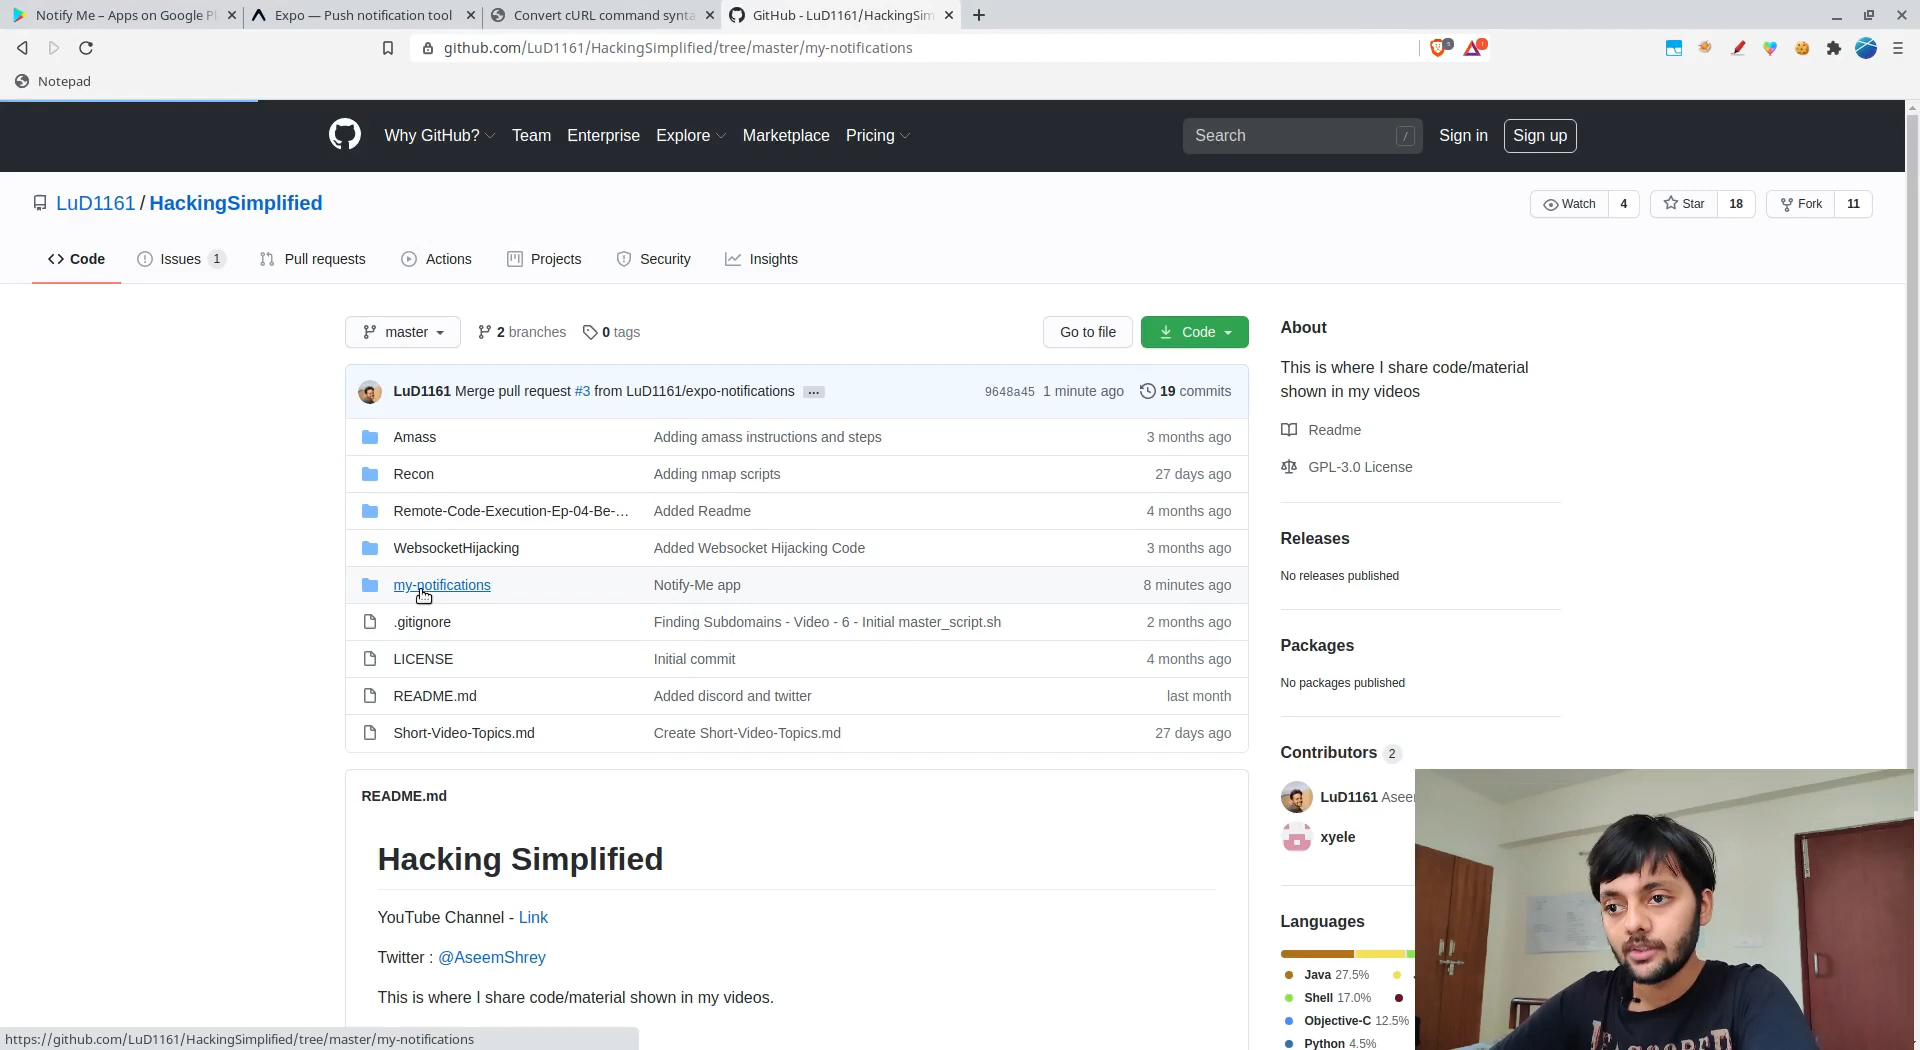 Notify Me – Apps on Google Pl
Expo — Push notification tool
Convert cURL command synta
GitHub - LuD1161/HackingSim
github.com/LuD1161/HackingSimplified/tree/master/my-notifications
Notepad
Why GitHub?
Team
Enterprise
Explore
Marketplace
Pricing
Search
/
Sign in
Sign up
LuD1161 / HackingSimplified
Watch 4
Star 18
Fork 11
Code
Issues 1
Pull requests
Actions
Projects
Security
Insights
master
2 branches
0 tags
Go to file
Code
LuD1161 Merge pull request #3 from LuD1161/expo-notifications ... 9648a45 1 minute ago 19 commits
Amass Adding amass instructions and steps 3 months ago
Recon Adding nmap scripts 27 days ago
Remote-Code-Execution-Ep-04-Be-... Added Readme 4 months ago
WebsocketHijacking Added Websocket Hijacking Code 3 months ago
my-notifications Notify-Me app 8 minutes ago
.gitignore Finding Subdomains - Video - 6 - Initial master_script.sh 2 months ago
LICENSE Initial commit 4 months ago
README.md Added discord and twitter last month
Short-Video-Topics.md Create Short-Video-Topics.md 27 days ago
README.md
Hacking Simplified
YouTube Channel - Link
Twitter : @AseemShrey
This is where I share code/material shown in my videos.
About
This is where I share code/material
shown in my videos
Readme
GPL-3.0 License
Releases
No releases published
Packages
No packages published
Contributors 2
LuD1161 Aseem
xyele
Languages
Java 27.5%
Shell 17.0%
Objective-C 12.5%
Python 4.5%
https://github.com/LuD1161/HackingSimplified/tree/master/my-notifications